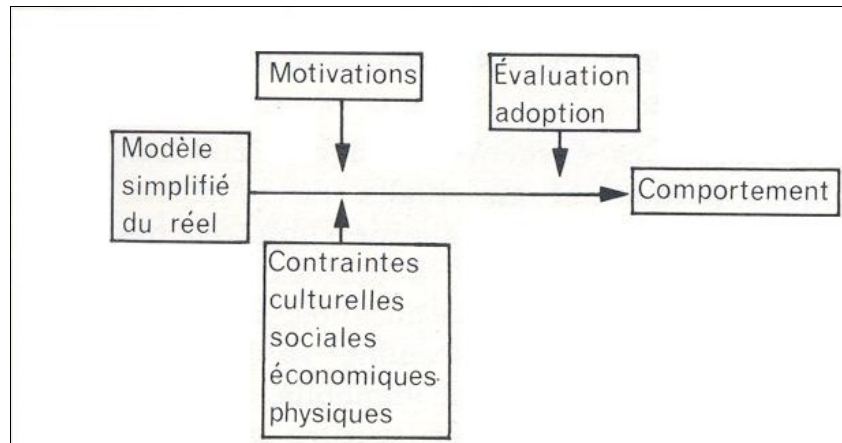 Motivations
Évaluation
adoption
Modèle
simplifié
du réel
Comportement
Contraintes
culturelles
sociales
économiques-
physiques